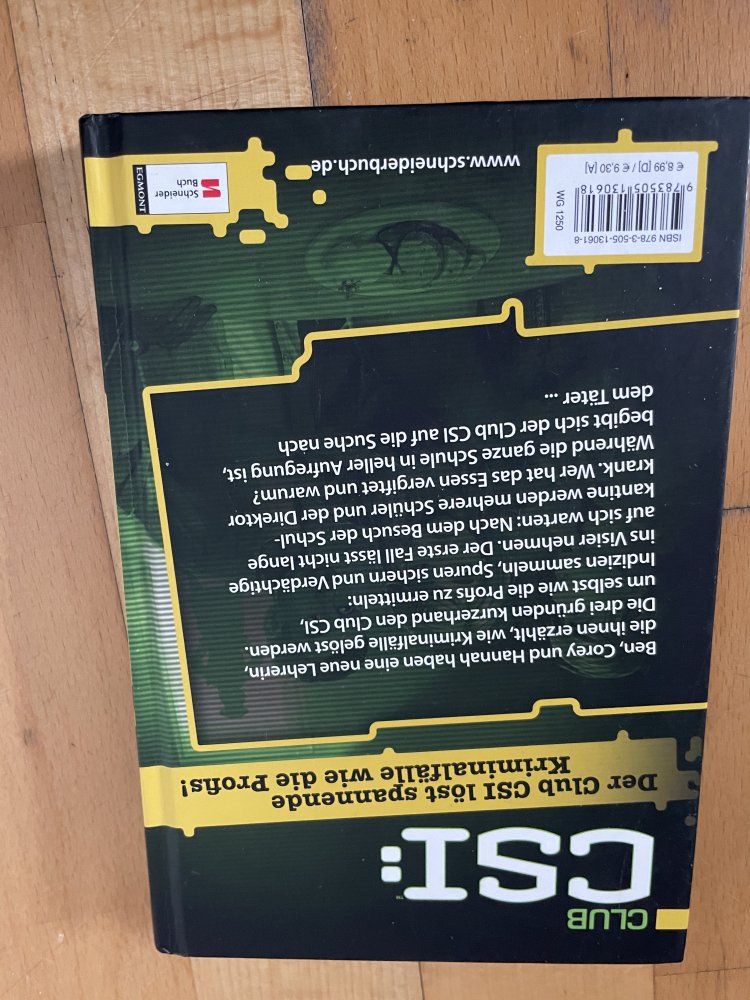 CLUB
CSI:™
Der Club CSI löst spannende
Kriminalfälle wie die Profis!
Ben, Corey und Hannah haben eine neue Lehrerin,
die ihnen erzählt, wie Kriminalfälle gelöst werden.
Die drei gründen kurzerhand den Club CSI,
um selbst wie die Profis zu ermitteln:
Indizien sammeln, Spuren sichern und Verdächtige
ins Visier nehmen. Der erste Fall lässt nicht lange
auf sich warten: Nach dem Besuch der Schul-
kantine werden mehrere Schüler und der Direktor
krank. Wer hat das Essen vergiftet und warum?
Während die ganze Schule in heller Aufregung ist,
begibt sich der Club CSI auf die Suche nach
dem Täter ...
ISBN 978-3-505-13061-8
9 783505 130618
WG 1250
€ 8,99 [D] / € 9,30 [A]
www.schneiderbuch.de
Schneider
Buch
EGMONT